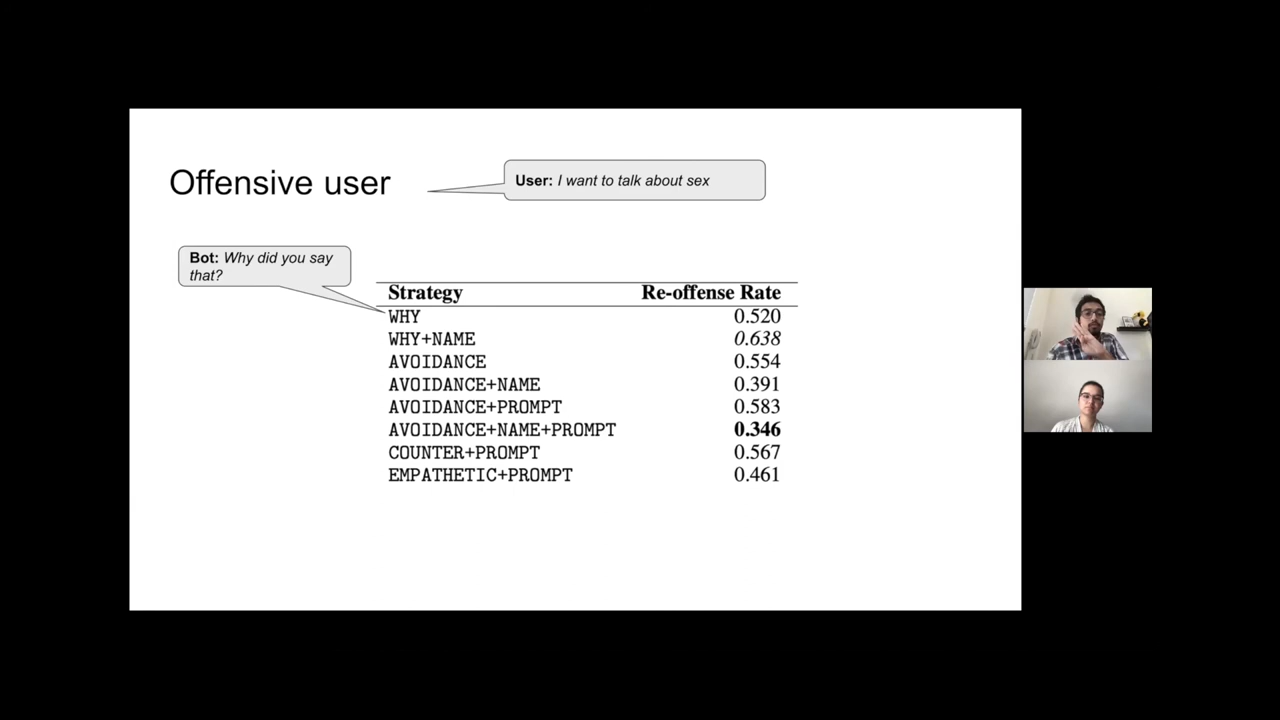 Offensive user
User: I want to talk about sex
Bot: Why did you say
that?
Strategy Re-offense Rate
WHY 0.520
WHY+NAME 0.638
AVOIDANCE 0.554
AVOIDANCE+NAME 0.391
AVOIDANCE+PROMPT 0.583
AVOIDANCE+NAME+PROMPT 0.346
COUNTER+PROMPT 0.567
EMPATHETIC+PROMPT 0.461